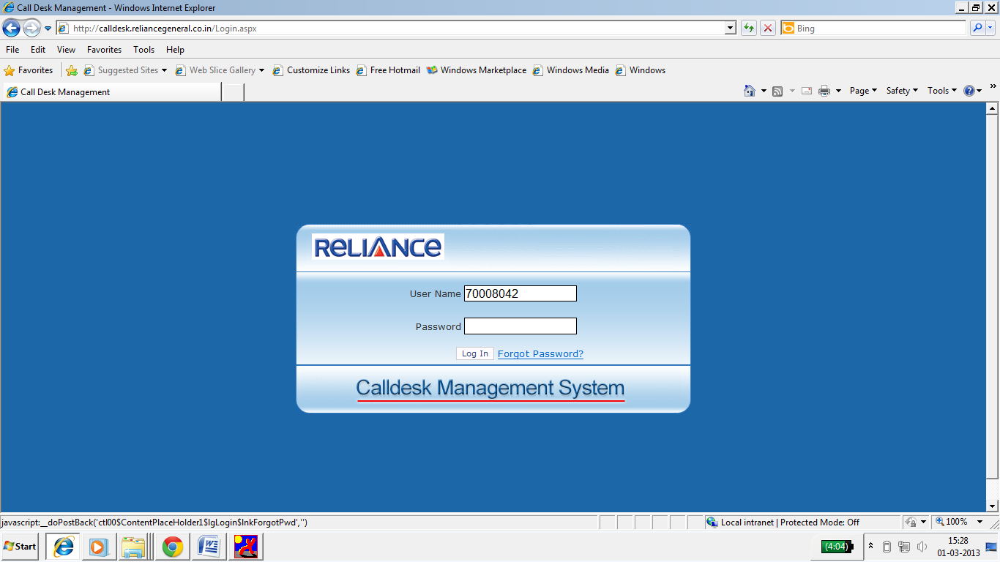 Call Desk Management - Windows Internet Explorer
http://calldesk.reliancegeneral.co.in/Login.aspx
Bing
File Edit View Favorites Tools Help
Favorites Suggested Sites Web Slice Gallery Customize Links Free Hotmail Windows Marketplace Windows Media Windows
Call Desk Management
Page Safety Tools
RELIANCE
User Name 70008042
Password
Log In Forgot Password?
Calldesk Management System
javascript:__doPostBack('ctl00$ContentPlaceHolder1$lgLogin$lnkForgotPwd','')
Local intranet | Protected Mode: Off
100%
Start
(4:04)
15:28
01-03-2013